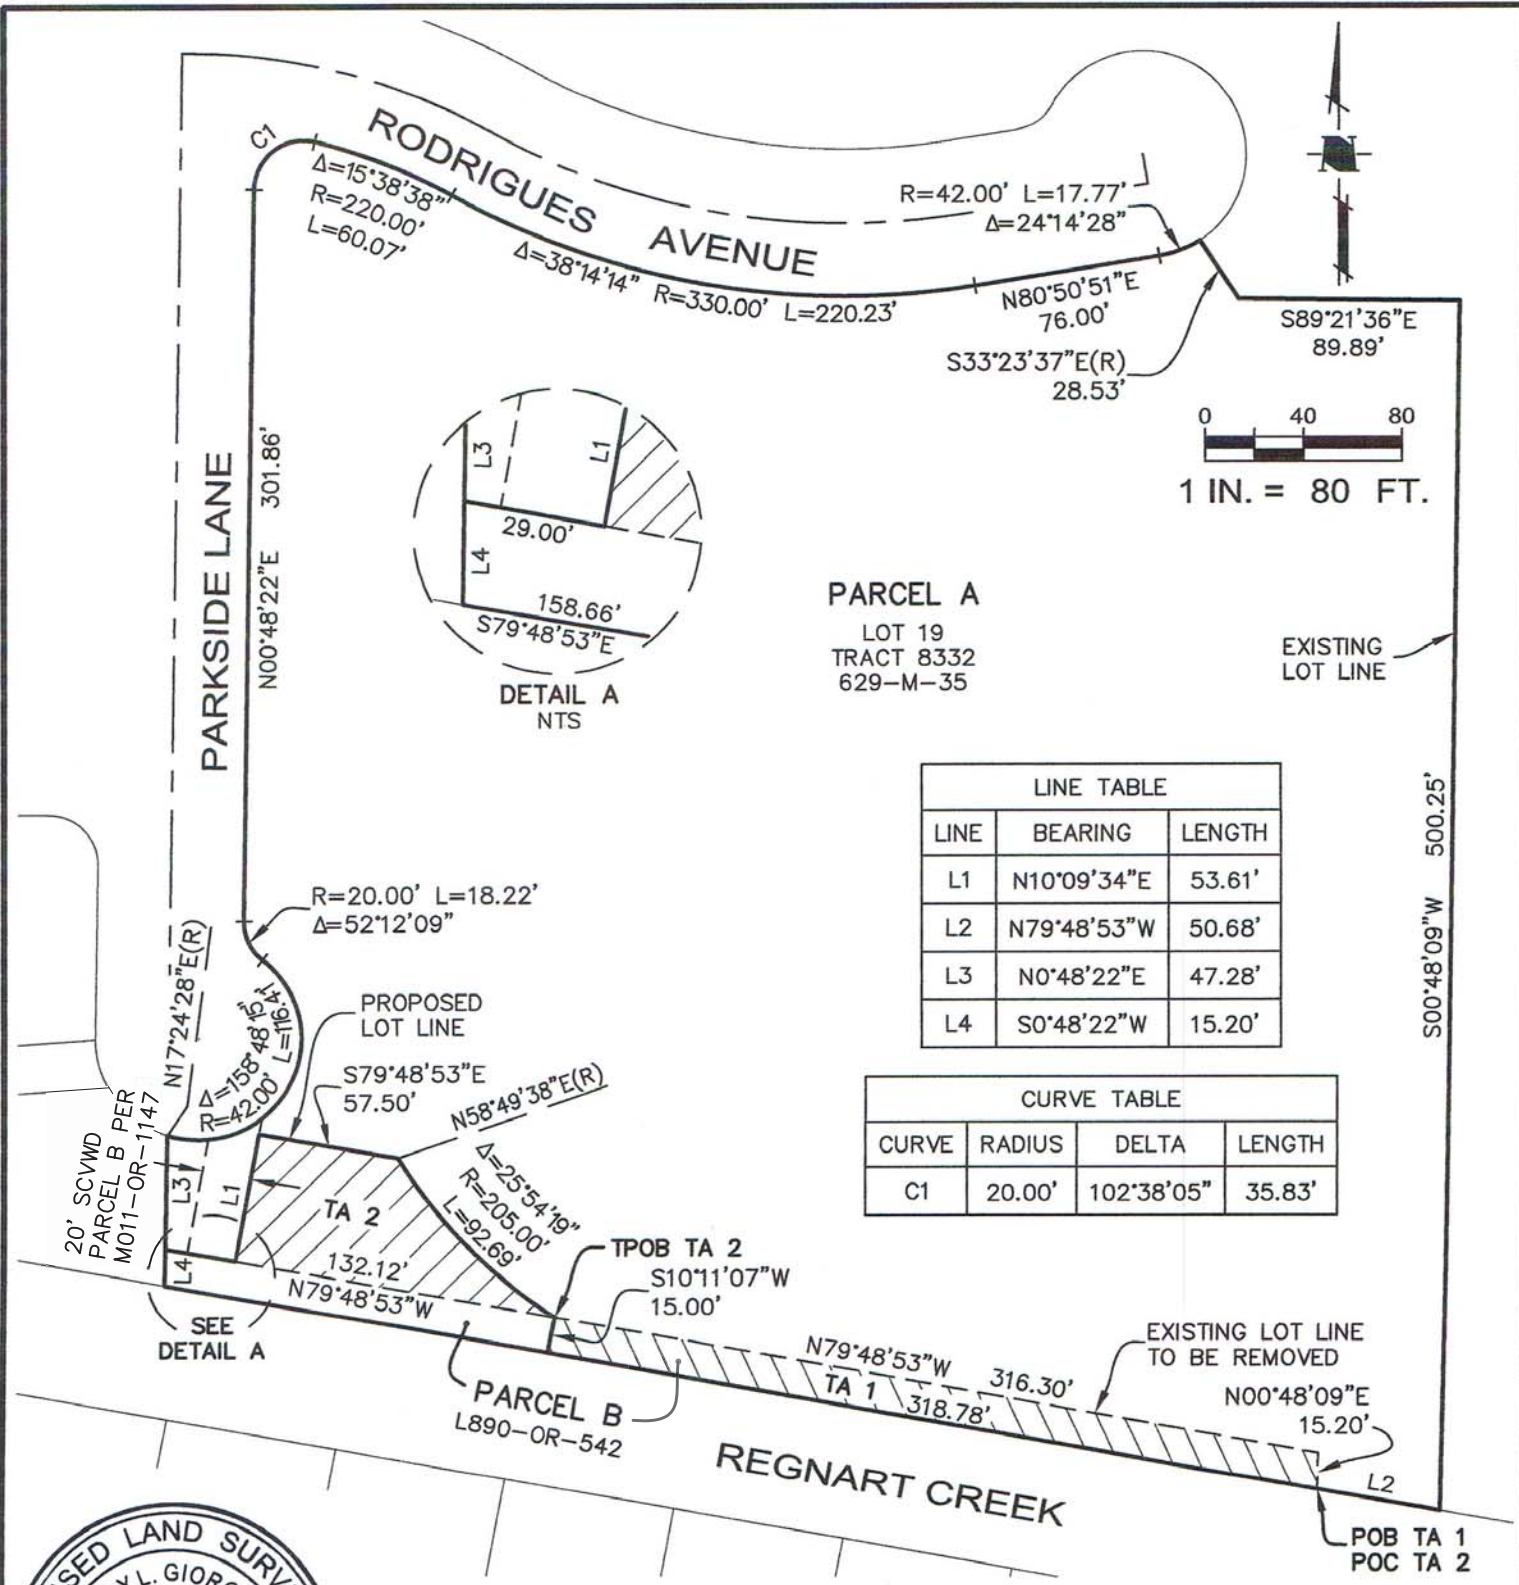 C1
RODRIGUES AVENUE
Δ=15°38'38"
R=220.00'
L=60.07'
Δ=38°14'14" R=330.00' L=220.23'
R=42.00' L=17.77'
Δ=24°14'28"
N80°50'51"E
76.00'
S33°23'37"E(R)
28.53'
N
S89°21'36"E
89.89'
0 40 80
1 IN. = 80 FT.
PARKSIDE LANE
N00°48'22"E 301.86'
L3
L1
29.00'
L4
158.66'
S79°48'53"E
DETAIL A
NTS
PARCEL A
LOT 19
TRACT 8332
629-M-35
EXISTING
LOT LINE
S00°48'09"W 500.25'
LINE TABLE
LINE BEARING LENGTH
L1 N10°09'34"E 53.61'
L2 N79°48'53"W 50.68'
L3 N0°48'22"E 47.28'
L4 S0°48'22"W 15.20'
CURVE TABLE
CURVE RADIUS DELTA LENGTH
C1 20.00' 102°38'05" 35.83'
R=20.00' L=18.22'
Δ=52°12'09"
N17°24'28"E(R)
Δ=158°48'15"
L=116.41'
R=42.00'
PROPOSED
LOT LINE
S79°48'53"E
57.50'
N58°49'38"E(R)
Δ=25°54'19"
R=205.00'
L=92.69'
20' SCVWD
PARCEL B PER
M011-OR-1147
L3
L1
L4
TA 2
132.12'
N79°48'53"W
SEE
DETAIL A
TPOB TA 2
S10°11'07"W
15.00'
PARCEL B
L890-OR-542
N79°48'53"W 316.30'
TA 1 318.78'
EXISTING LOT LINE
TO BE REMOVED
N00°48'09"E
15.20'
L2
REGNART CREEK
POB TA 1
POC TA 2
SED LAND SURV
L. GIORG